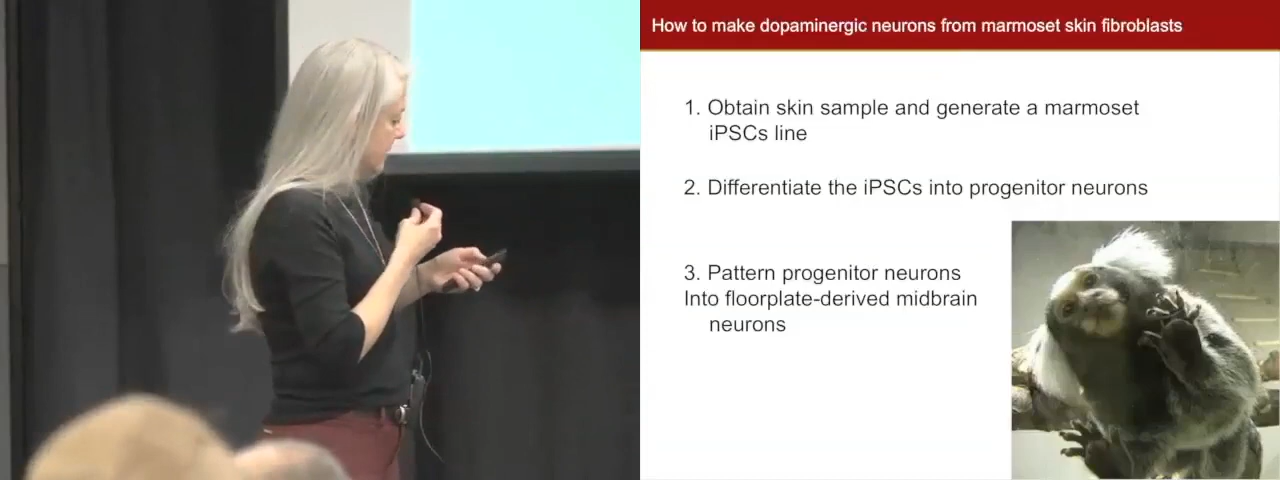 How to make dopaminergic neurons from marmoset skin fibroblasts
1. Obtain skin sample and generate a marmoset
iPSCs line
2. Differentiate the iPSCs into progenitor neurons
3. Pattern progenitor neurons
Into floorplate-derived midbrain
neurons